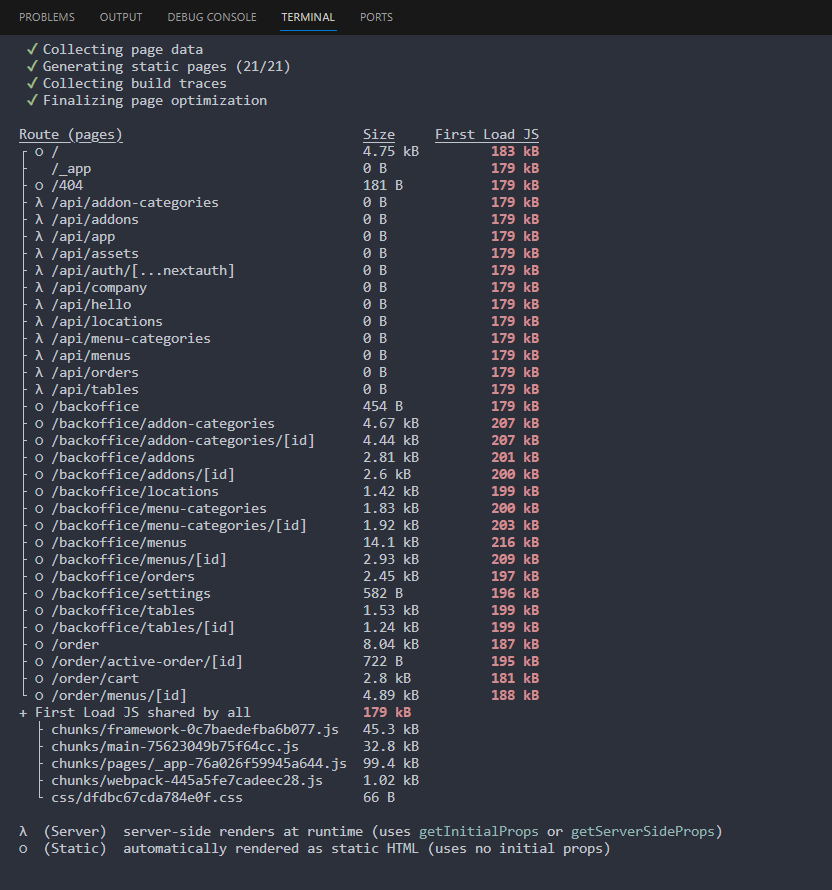 PROBLEMS OUTPUT DEBUG CONSOLE TERMINAL PORTS
✓ Collecting page data
✓ Generating static pages (21/21)
✓ Collecting build traces
✓ Finalizing page optimization
Route (pages) Size First Load JS
┌ ○ / 4.75 kB 183 kB
├ /_app 0 B 179 kB
├ ○ /404 181 B 179 kB
├ λ /api/addon-categories 0 B 179 kB
├ λ /api/addons 0 B 179 kB
├ λ /api/app 0 B 179 kB
├ λ /api/assets 0 B 179 kB
├ λ /api/auth/[...nextauth] 0 B 179 kB
├ λ /api/company 0 B 179 kB
├ λ /api/hello 0 B 179 kB
├ λ /api/locations 0 B 179 kB
├ λ /api/menu-categories 0 B 179 kB
├ λ /api/menus 0 B 179 kB
├ λ /api/orders 0 B 179 kB
├ λ /api/tables 0 B 179 kB
├ ○ /backoffice 454 B 179 kB
├ ○ /backoffice/addon-categories 4.67 kB 207 kB
├ ○ /backoffice/addon-categories/[id] 4.44 kB 207 kB
├ ○ /backoffice/addons 2.81 kB 201 kB
├ ○ /backoffice/addons/[id] 2.6 kB 200 kB
├ ○ /backoffice/locations 1.42 kB 199 kB
├ ○ /backoffice/menu-categories 1.83 kB 200 kB
├ ○ /backoffice/menu-categories/[id] 1.92 kB 203 kB
├ ○ /backoffice/menus 14.1 kB 216 kB
├ ○ /backoffice/menus/[id] 2.93 kB 209 kB
├ ○ /backoffice/orders 2.45 kB 197 kB
├ ○ /backoffice/settings 582 B 196 kB
├ ○ /backoffice/tables 1.53 kB 199 kB
├ ○ /backoffice/tables/[id] 1.24 kB 199 kB
├ ○ /order 8.04 kB 187 kB
├ ○ /order/active-order/[id] 722 B 195 kB
├ ○ /order/cart 2.8 kB 181 kB
└ ○ /order/menus/[id] 4.89 kB 188 kB
+ First Load JS shared by all 179 kB
├ chunks/framework-0c7baedefba6b077.js 45.3 kB
├ chunks/main-75623049b75f64cc.js 32.8 kB
├ chunks/pages/_app-76a026f59945a644.js 99.4 kB
├ chunks/webpack-445a5fe7cadeec28.js 1.02 kB
└ css/dfdbc67cda784e0f.css 66 B
λ (Server) server-side renders at runtime (uses getInitialProps or getServerSideProps)
○ (Static) automatically rendered as static HTML (uses no initial props)